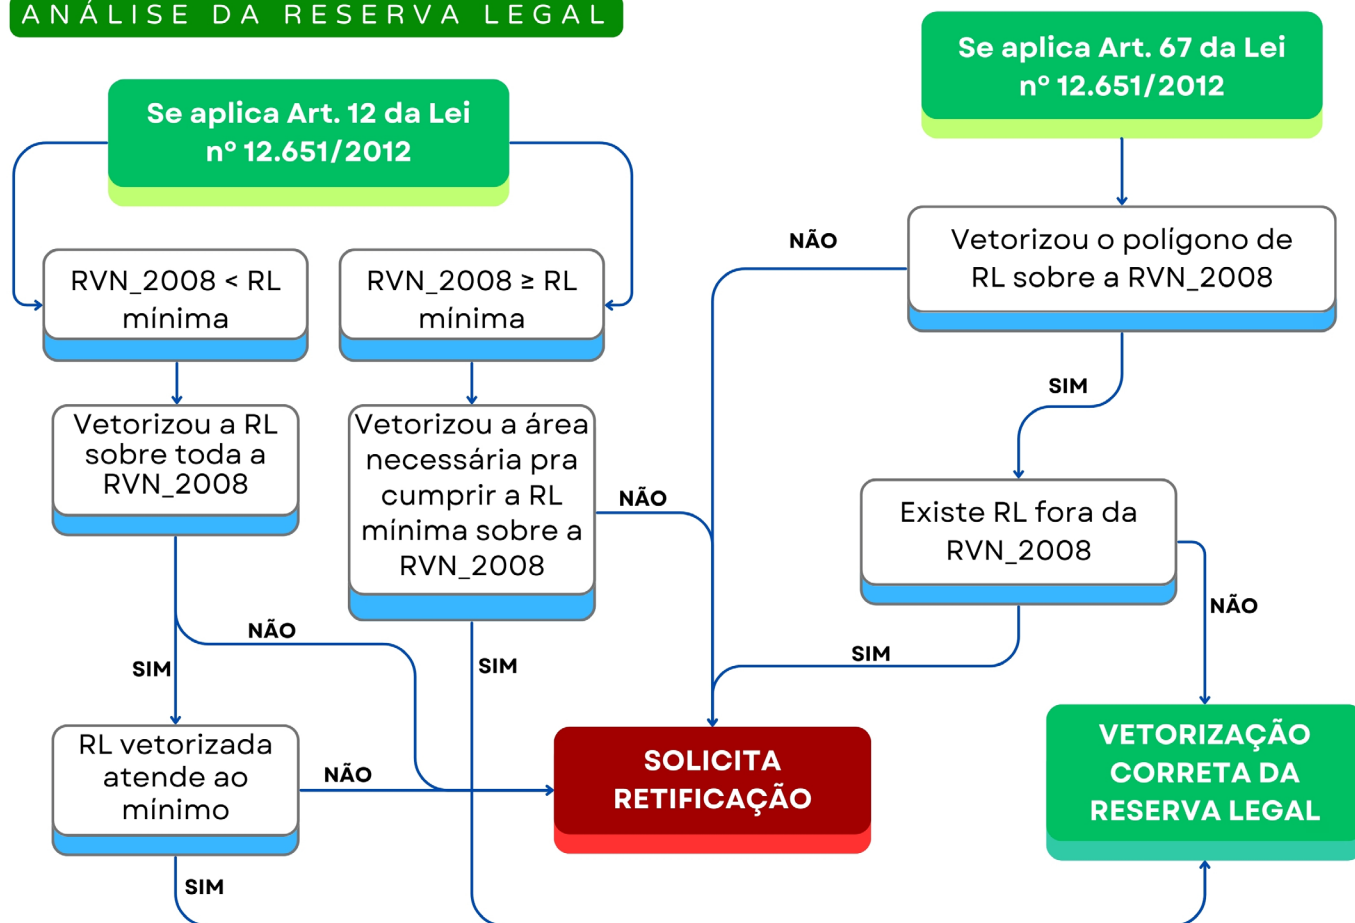 ANÁLISE DA RESERVA LEGAL
Se aplica Art. 12 da Lei
nº 12.651/2012
RVN_2008 < RL
mínima
RVN_2008 ≥ RL
mínima
Vetorizou a RL
sobre toda a
RVN_2008
Vetorizou a área
necessária pra
cumprir a RL
mínima sobre a
RVN_2008
NÃO
NÃO
SIM
SIM
RL vetorizada
atende ao
mínimo
NÃO
SIM
Se aplica Art. 67 da Lei
nº 12.651/2012
Vetorizou o polígono de
RL sobre a RVN_2008
NÃO
SIM
Existe RL fora da
RVN_2008
NÃO
SIM
SOLICITA
RETIFICAÇÃO
VETORIZAÇÃO
CORRETA DA
RESERVA LEGAL